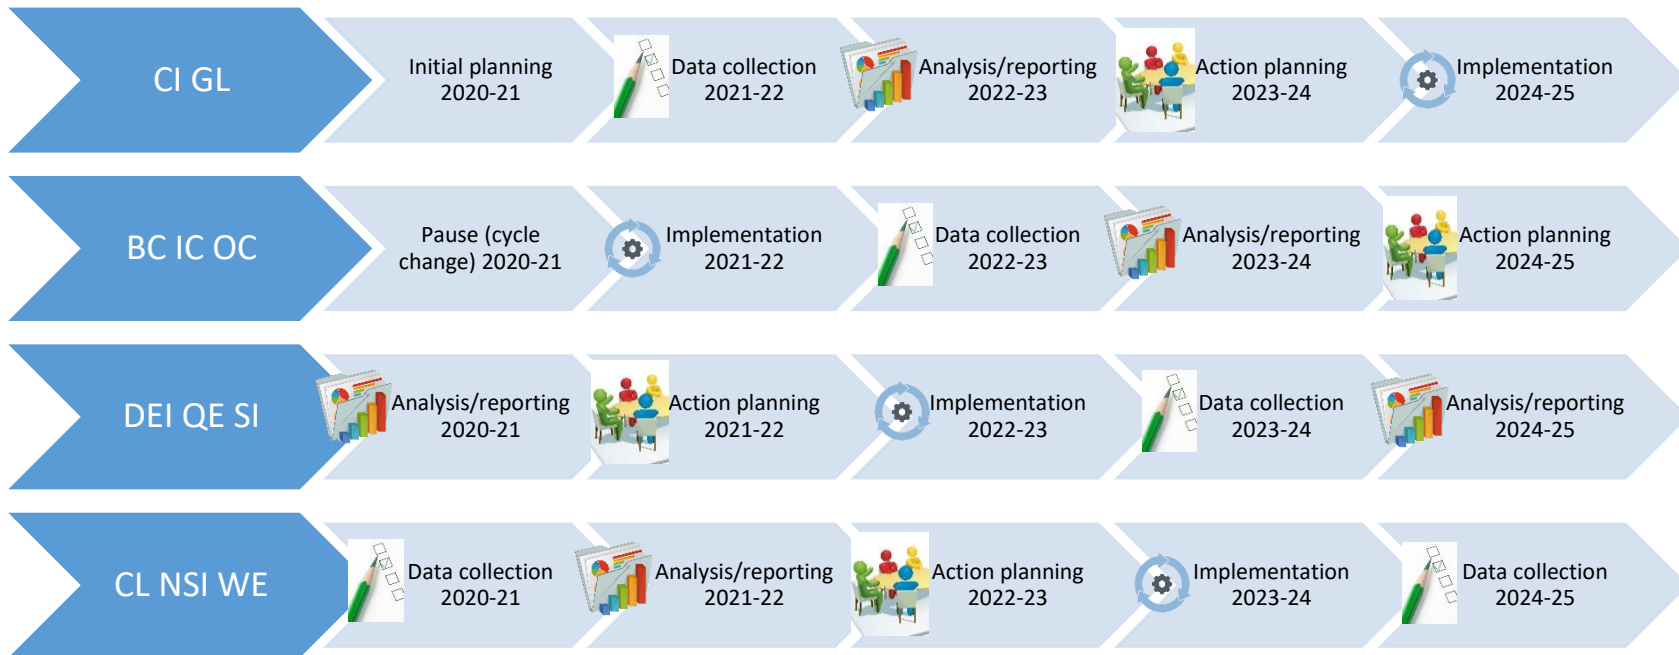 CI GL
Initial planning
2020-21
Data collection
2021-22
Analysis/reporting
2022-23
Action planning
2023-24
Implementation
2024-25
BC IC OC
Pause (cycle
change) 2020-21
Implementation
2021-22
Data collection
2022-23
Analysis/reporting
2023-24
Action planning
2024-25
DEI QE SI
Analysis/reporting
2020-21
Action planning
2021-22
Implementation
2022-23
Data collection
2023-24
Analysis/reporting
2024-25
CL NSI WE
Data collection
2020-21
Analysis/reporting
2021-22
Action planning
2022-23
Implementation
2023-24
Data collection
2024-25